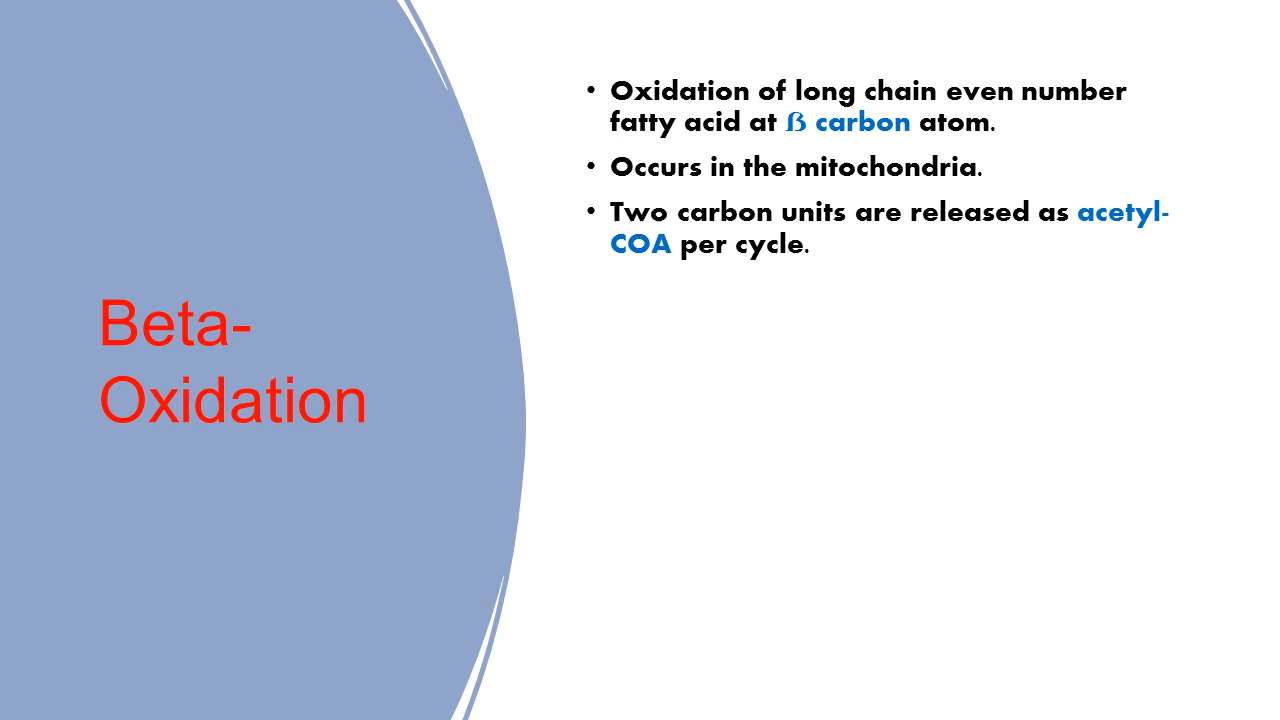 Beta-
Oxidation
• Oxidation of long chain even number
fatty acid at ß carbon atom.
• Occurs in the mitochondria.
• Two carbon units are released as acetyl-
COA per cycle.